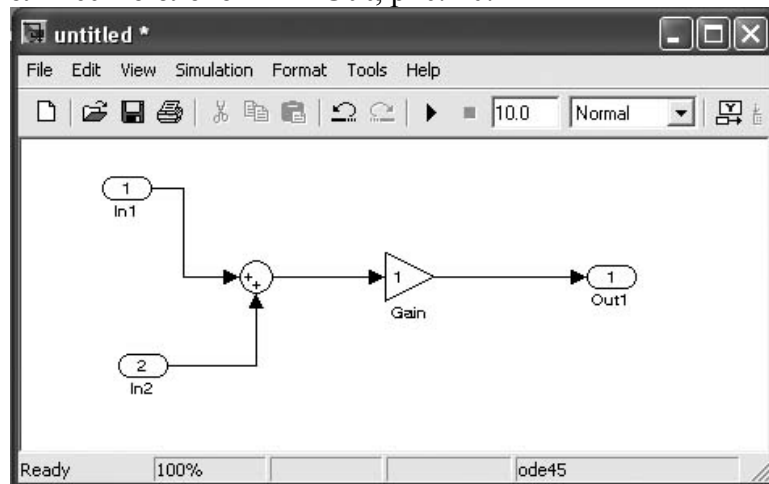 untitled *
File Edit View Simulation Format Tools Help
10.0 Normal
1
In1
+
+
1
Gain
1
Out1
2
In2
Ready 100% ode45